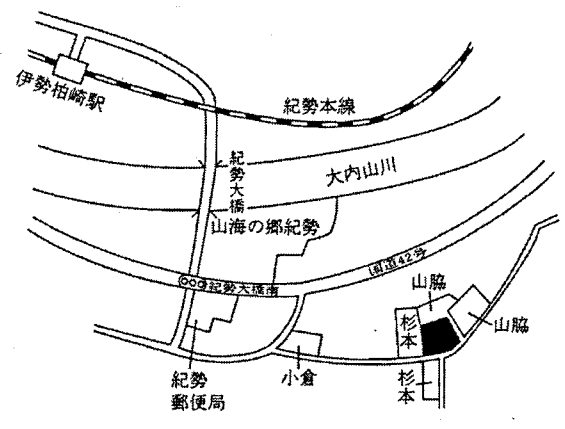 伊勢柏崎駅
紀勢本線
紀勢大橋
大内山川
山海の郷紀勢
国道42号
紀勢大橋南
山脇
杉本
山脇
小倉
杉本
紀勢
郵便局